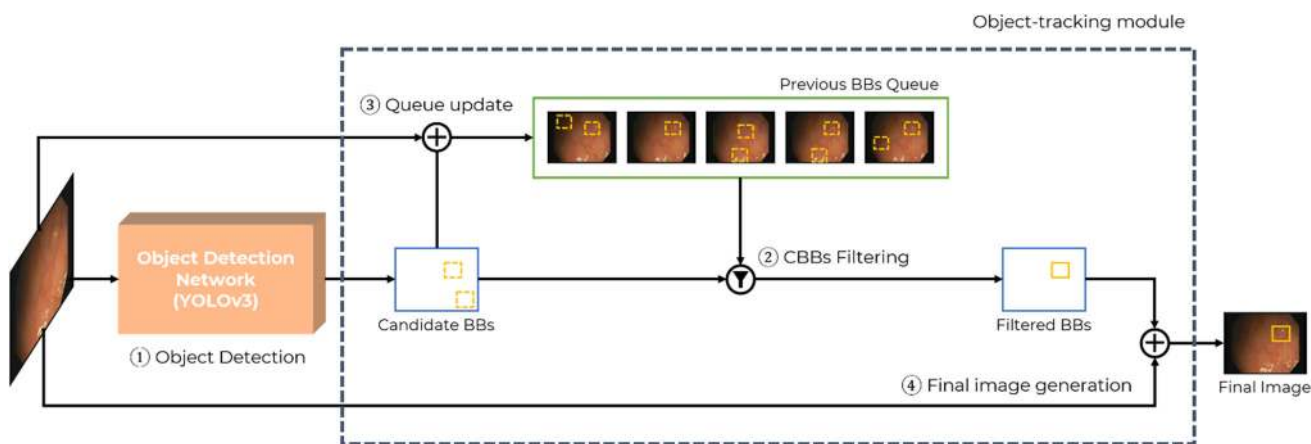 Object-tracking module
Previous BBs Queue
③ Queue update
Object Detection
Network
(YOLOv3)
② CBBs Filtering
Candidate BBs
Filtered BBs
① Object Detection
④ Final image generation
Final Image